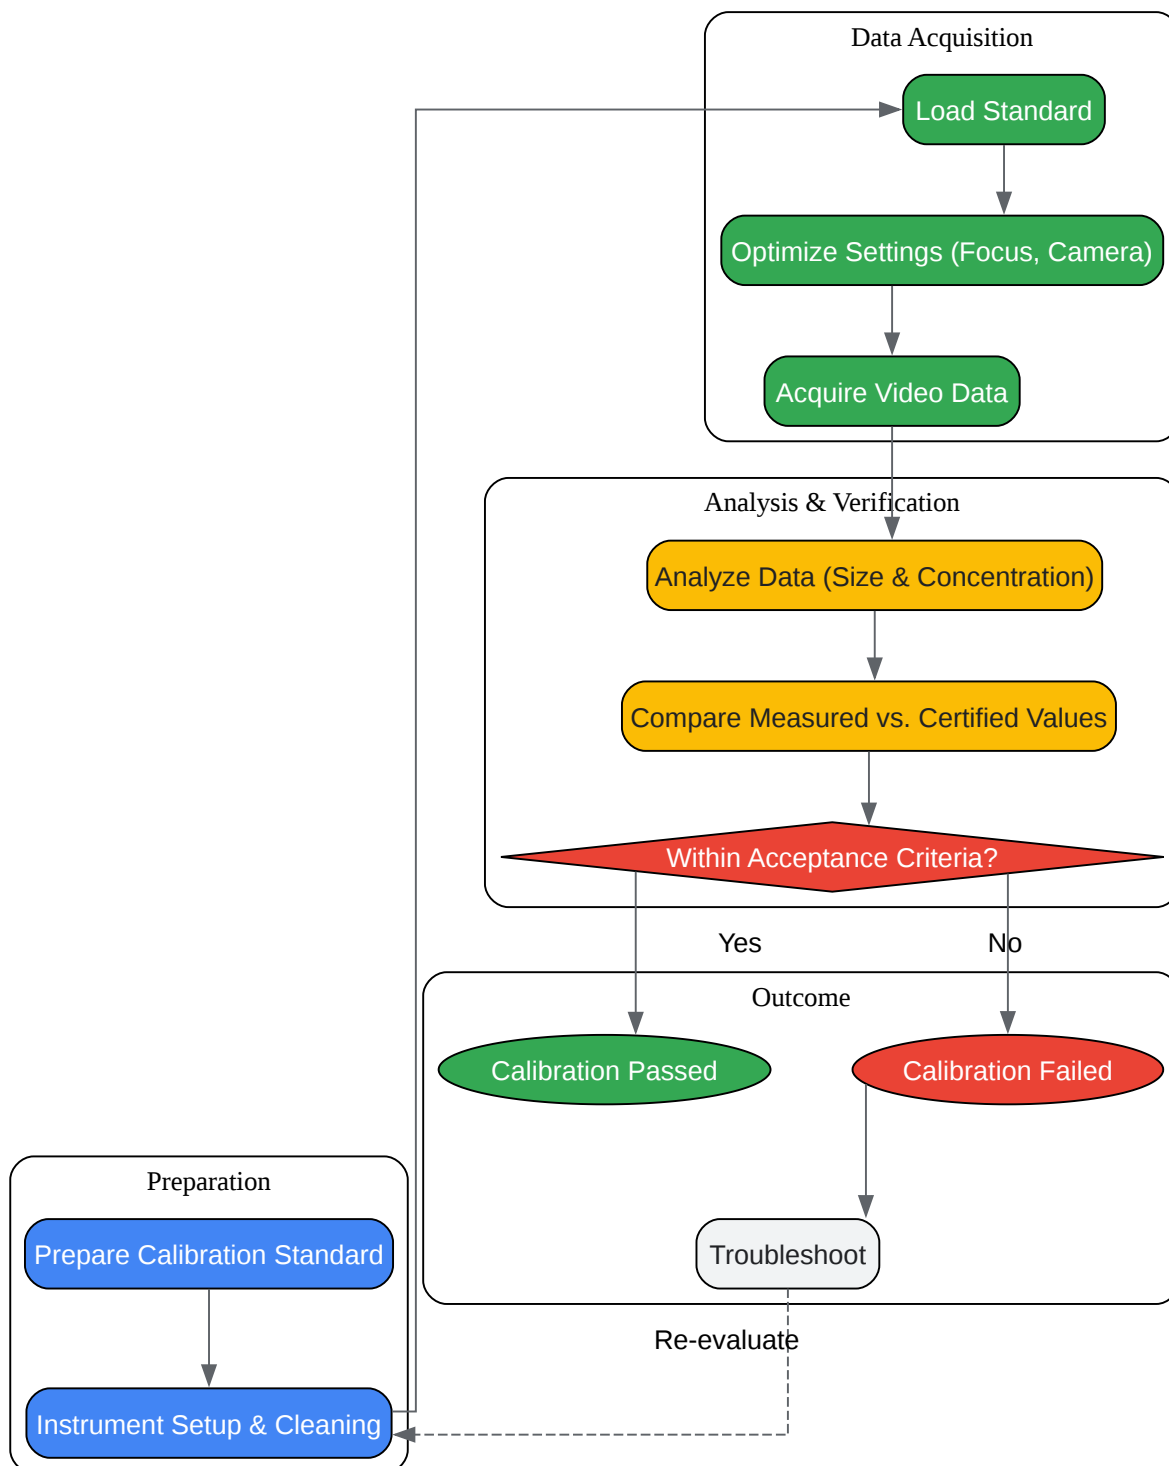 Data Acquisition
Load Standard
Optimize Settings (Focus, Camera)
Acquire Video Data
Analysis & Verification
Analyze Data (Size & Concentration)
Compare Measured vs. Certified Values
Within Acceptance Criteria?
Yes
No
Outcome
Calibration Passed
Calibration Failed
Preparation
Prepare Calibration Standard
Troubleshoot
Re-evaluate
Instrument Setup & Cleaning